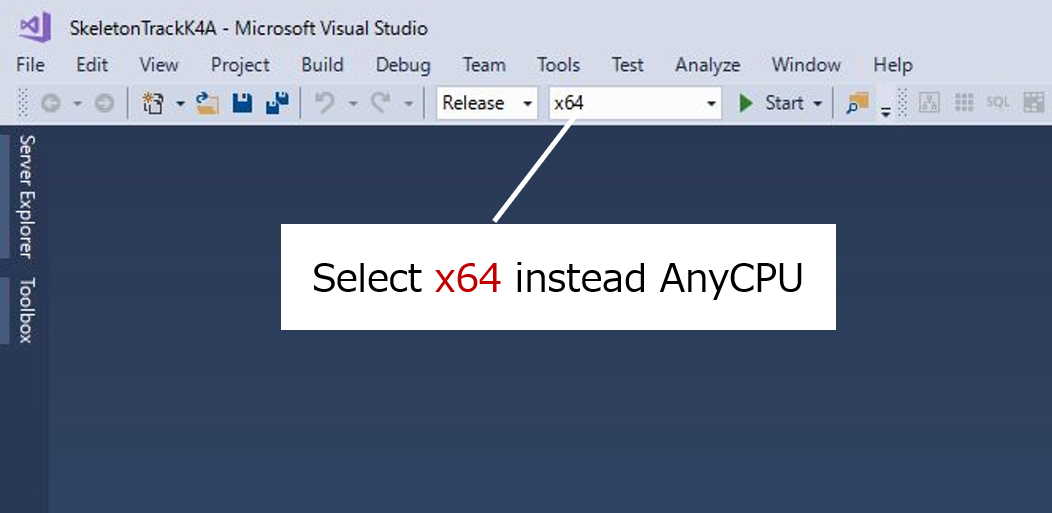 SkeletonTrackK4A - Microsoft Visual Studio
File Edit View Project Build Debug Team Tools Test Analyze Window Help
Release x64 Start SQL
Server Explorer
Toolbox
Select x64 instead AnyCPU